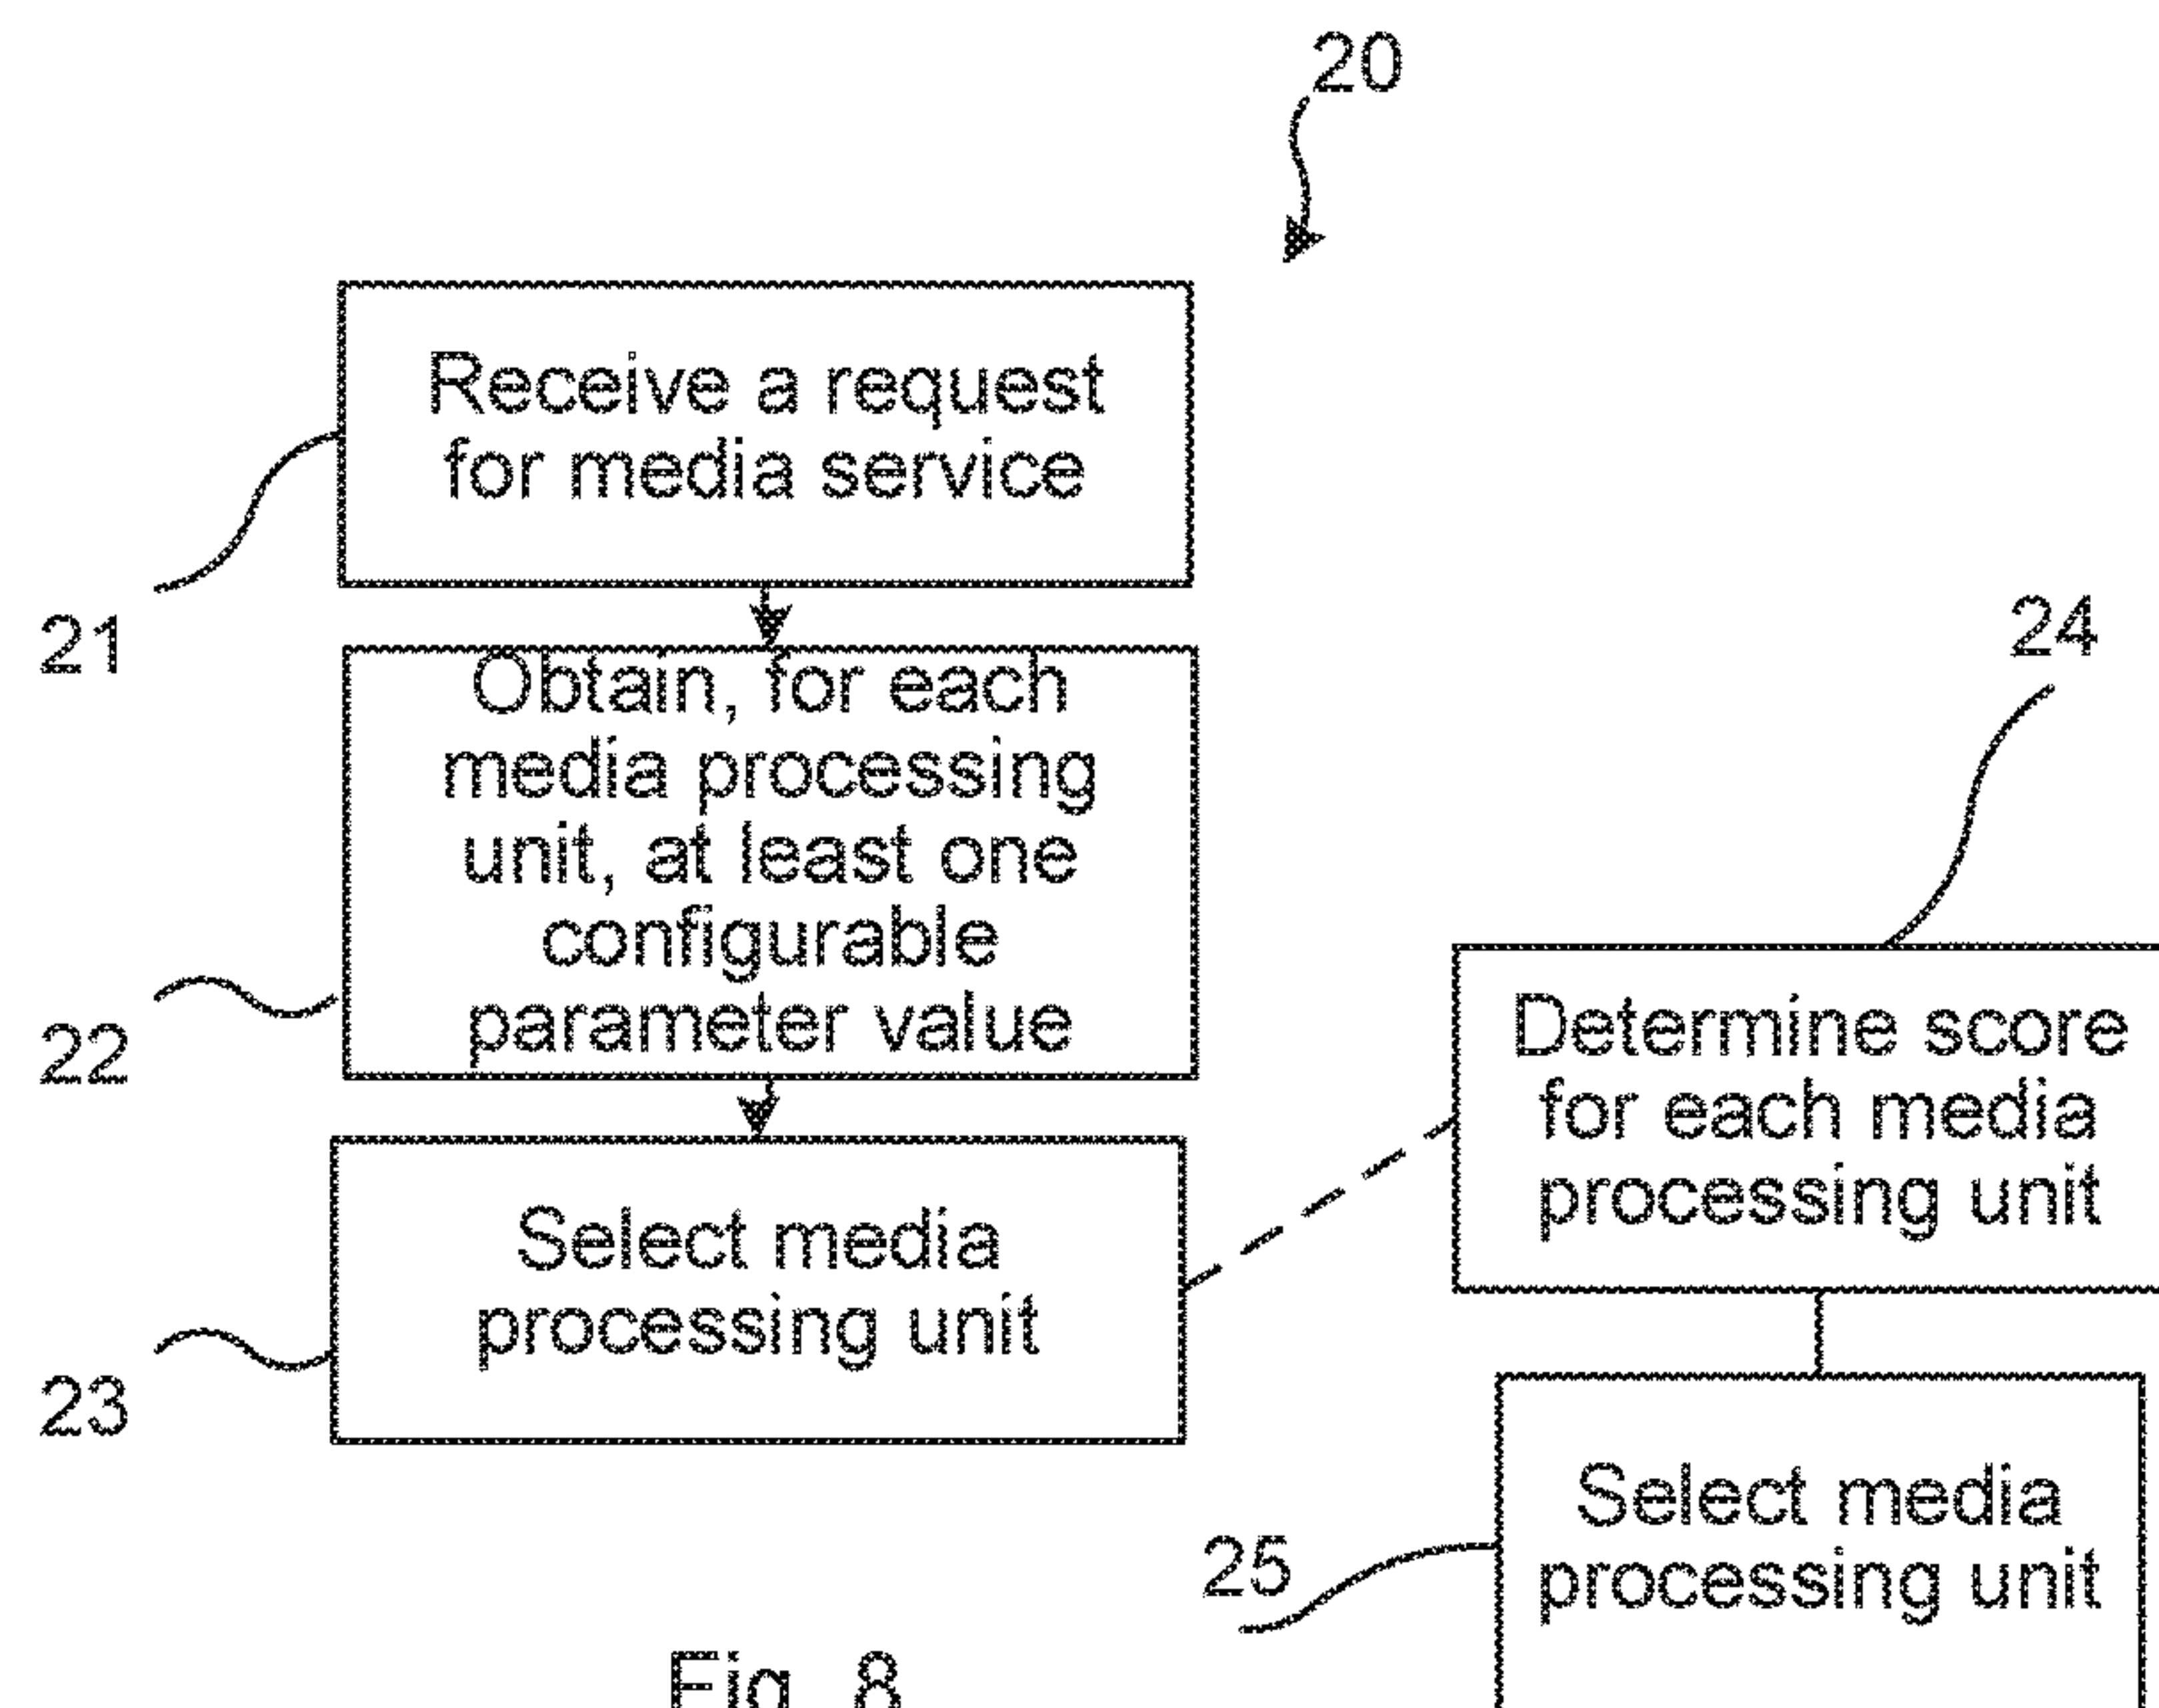 20
Receive a request
for media service
21
Obtain, for each
media processing
unit, at least one
configurable
parameter value
22
Select media
processing unit
23
24
Determine score
for each media
processing unit
25
Select media
processing unit
Fig. 8